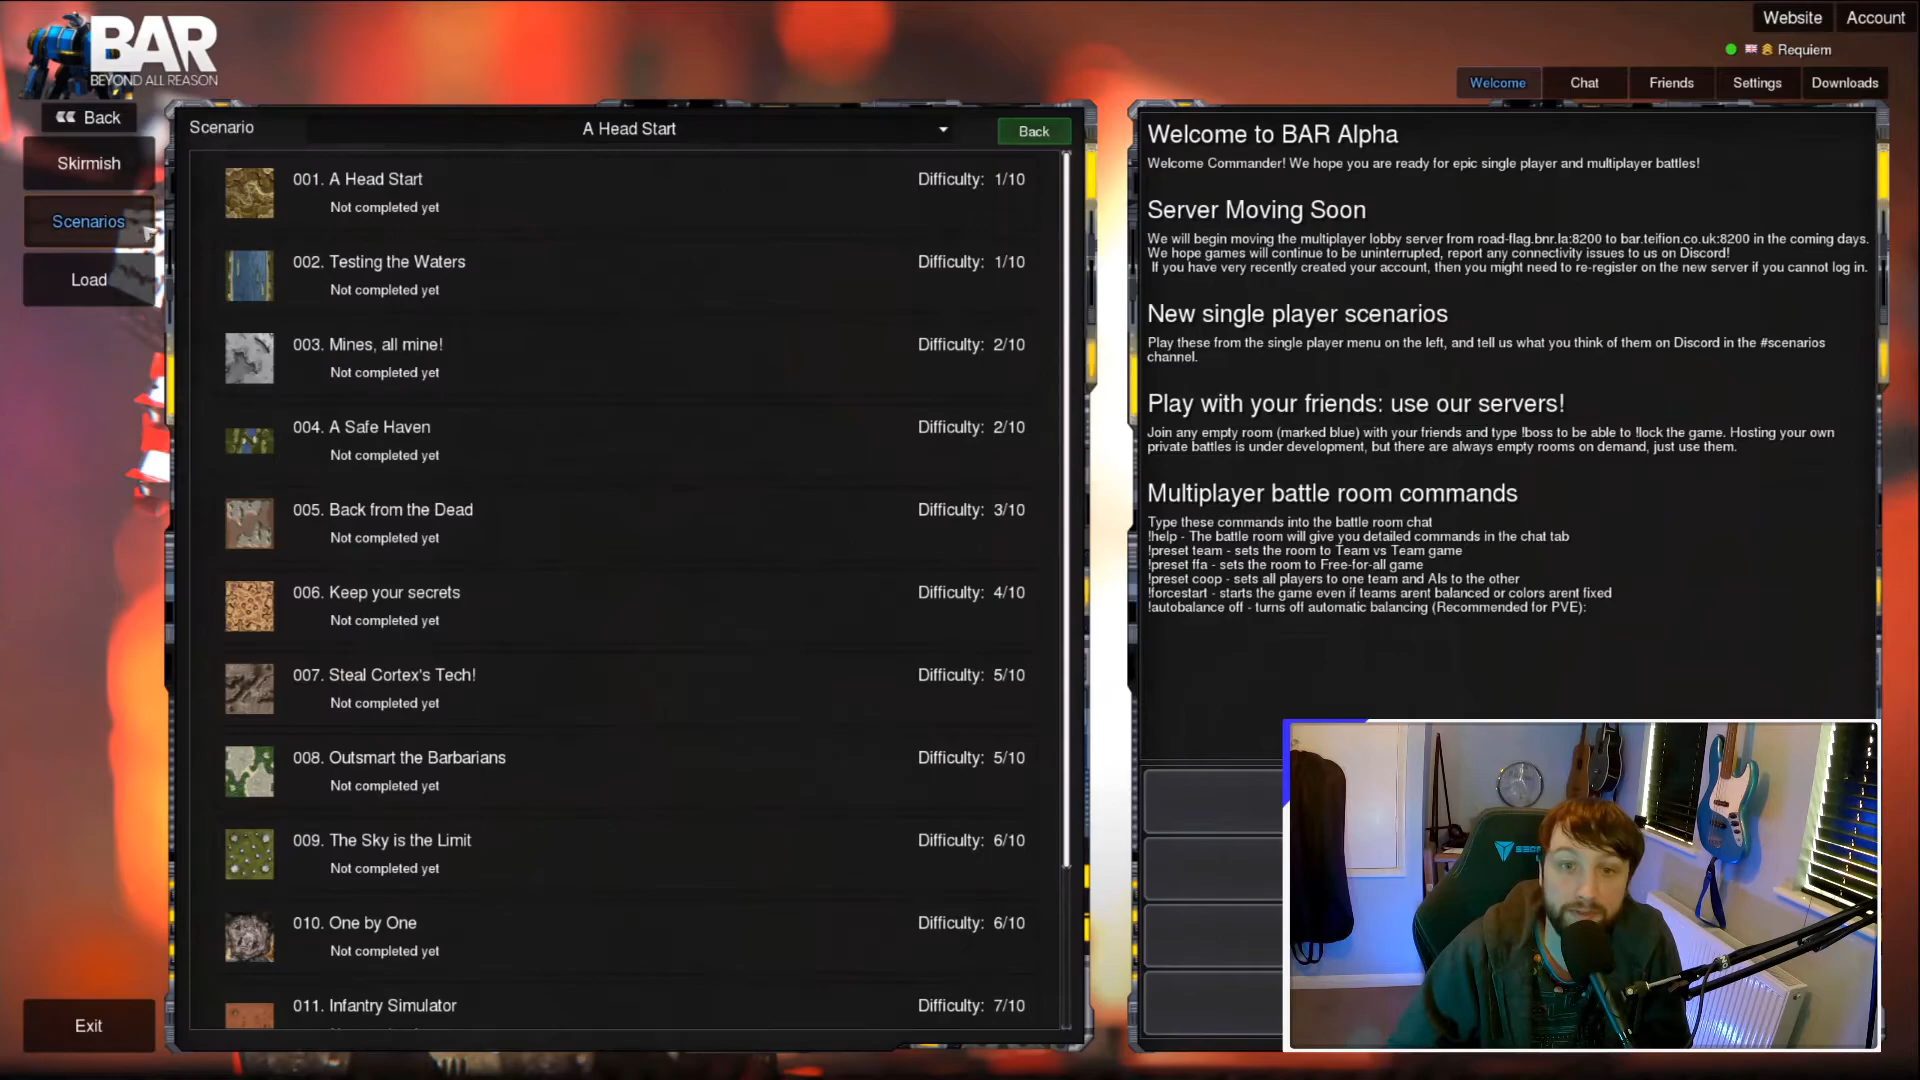 BAR
BEYOND ALL REASON
Website
Account
Requiem
Welcome
Chat
Friends
Settings
Downloads
Back
Skirmish
Scenarios
Load
Exit
Scenario
A Head Start
Back
001. A Head Start
Difficulty: 1/10
Not completed yet
002. Testing the Waters
Difficulty: 1/10
Not completed yet
003. Mines, all mine!
Difficulty: 2/10
Not completed yet
004. A Safe Haven
Difficulty: 2/10
Not completed yet
005. Back from the Dead
Difficulty: 3/10
Not completed yet
006. Keep your secrets
Difficulty: 4/10
Not completed yet
007. Steal Cortex's Tech!
Difficulty: 5/10
Not completed yet
008. Outsmart the Barbarians
Difficulty: 5/10
Not completed yet
009. The Sky is the Limit
Difficulty: 6/10
Not completed yet
010. One by One
Difficulty: 6/10
Not completed yet
011. Infantry Simulator
Difficulty: 7/10
Welcome to BAR Alpha
Welcome Commander! We hope you are ready for epic single player and multiplayer battles!
Server Moving Soon
We will begin moving the multiplayer lobby server from road-flag.bnr.la:8200 to bar.teifion.co.uk:8200 in the coming days.
We hope games will continue to be uninterrupted, report any connectivity issues to us on Discord!
If you have very recently created your account, then you might need to re-register on the new server if you cannot log in.
New single player scenarios
Play these from the single player menu on the left, and tell us what you think of them on Discord in the #scenarios
channel.
Play with your friends: use our servers!
Join any empty room (marked blue) with your friends and type !boss to be able to !lock the game. Hosting your own
private battles is under development, but there are always empty rooms on demand, just use them.
Multiplayer battle room commands
Type these commands into the battle room chat
!help - The battle room will give you detailed commands in the chat tab
!preset team - sets the room to Team vs Team game
!preset ffa - sets the room to Free-for-all game
!preset coop - sets all players to one team and AIs to the other
!forcestart - starts the game even if teams arent balanced or colors arent fixed
!autobalance off - turns off automatic balancing (Recommended for PVE):